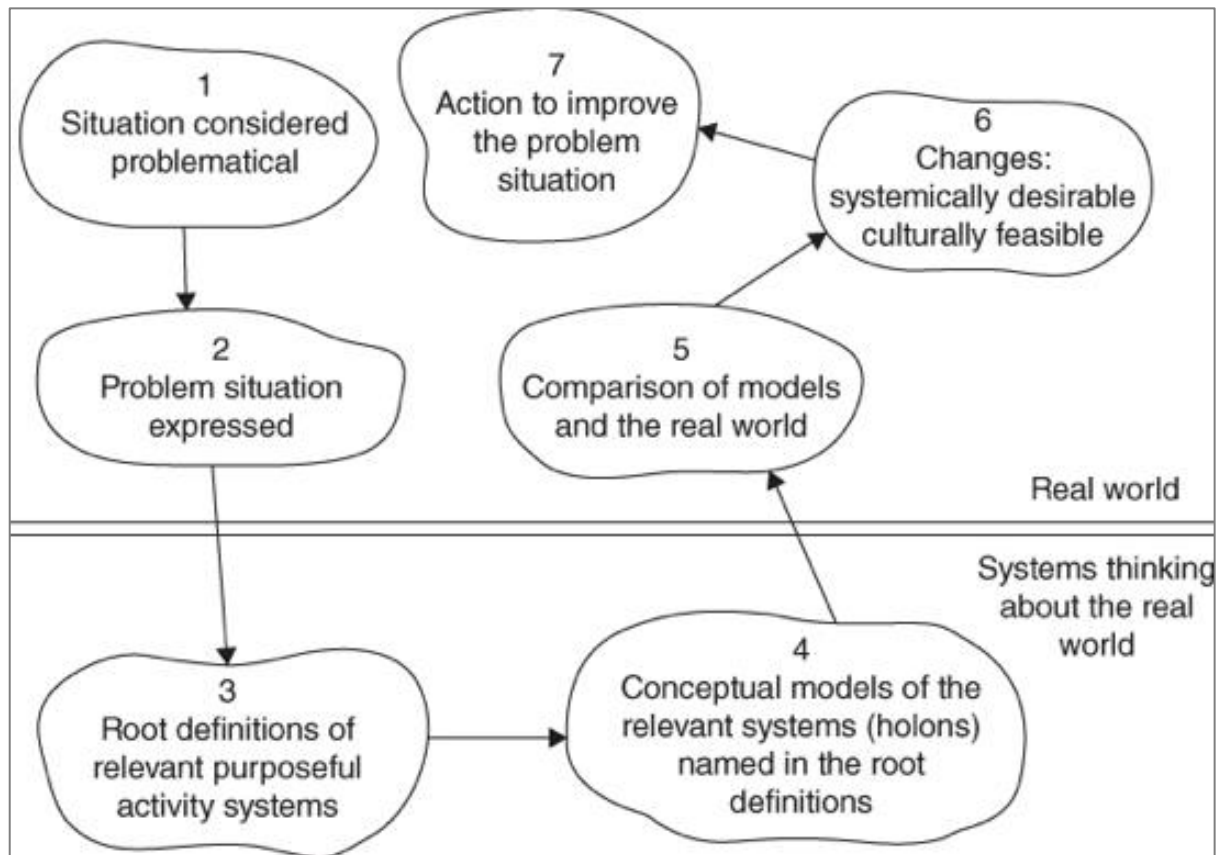 1
Situation considered
problematical
2
Problem situation
expressed
3
Root definitions of
relevant purposeful
activity systems
4
Conceptual models of the
relevant systems (holons)
named in the root
definitions
5
Comparison of models
and the real world
6
Changes:
systemically desirable
culturally feasible
7
Action to improve
the problem
situation
Real world
Systems thinking
about the real
world